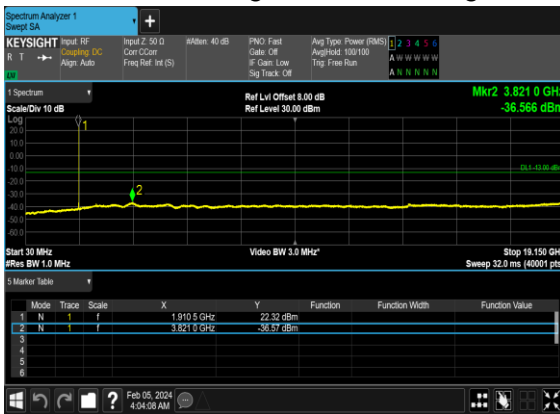 Spectrum Analyzer 1
Swept SA
KEYSIGHT Input: RF Input Z: 50 Ω #Atten: 40 dB PNO: Fast Avg Type: Power (RMS) 1 2 3 4 5 6
R T Coupling: DC Corr CCorr Gate: Off Avg|Hold: 100/100 A W W W W W
Align: Auto Freq Ref: Int (S) IF Gain: Low Trig: Free Run
LV Sig Track: Off A N N N N N
1 Spectrum Ref Lvl Offset 8.00 dB Mkr2 3.821 0 GHz
Scale/Div 10 dB Ref Level 30.00 dBm -36.566 dBm
Log
20.0 1
10.0
0.00
-10.0 DL1 -13.00 dBm
-20.0
-30.0 2
-40.0
-50.0
-60.0
Start 30 MHz Video BW 3.0 MHz* Stop 19.150 GH
#Res BW 1.0 MHz Sweep 32.0 ms (40001 pts
5 Marker Table
Mode Trace Scale X Y Function Function Width Function Value
1 N 1 f 1.910 5 GHz 22.32 dBm
2 N 1 f 3.821 0 GHz -36.57 dBm
3
4
5
6
? Feb 05, 2024
4:04:08 AM